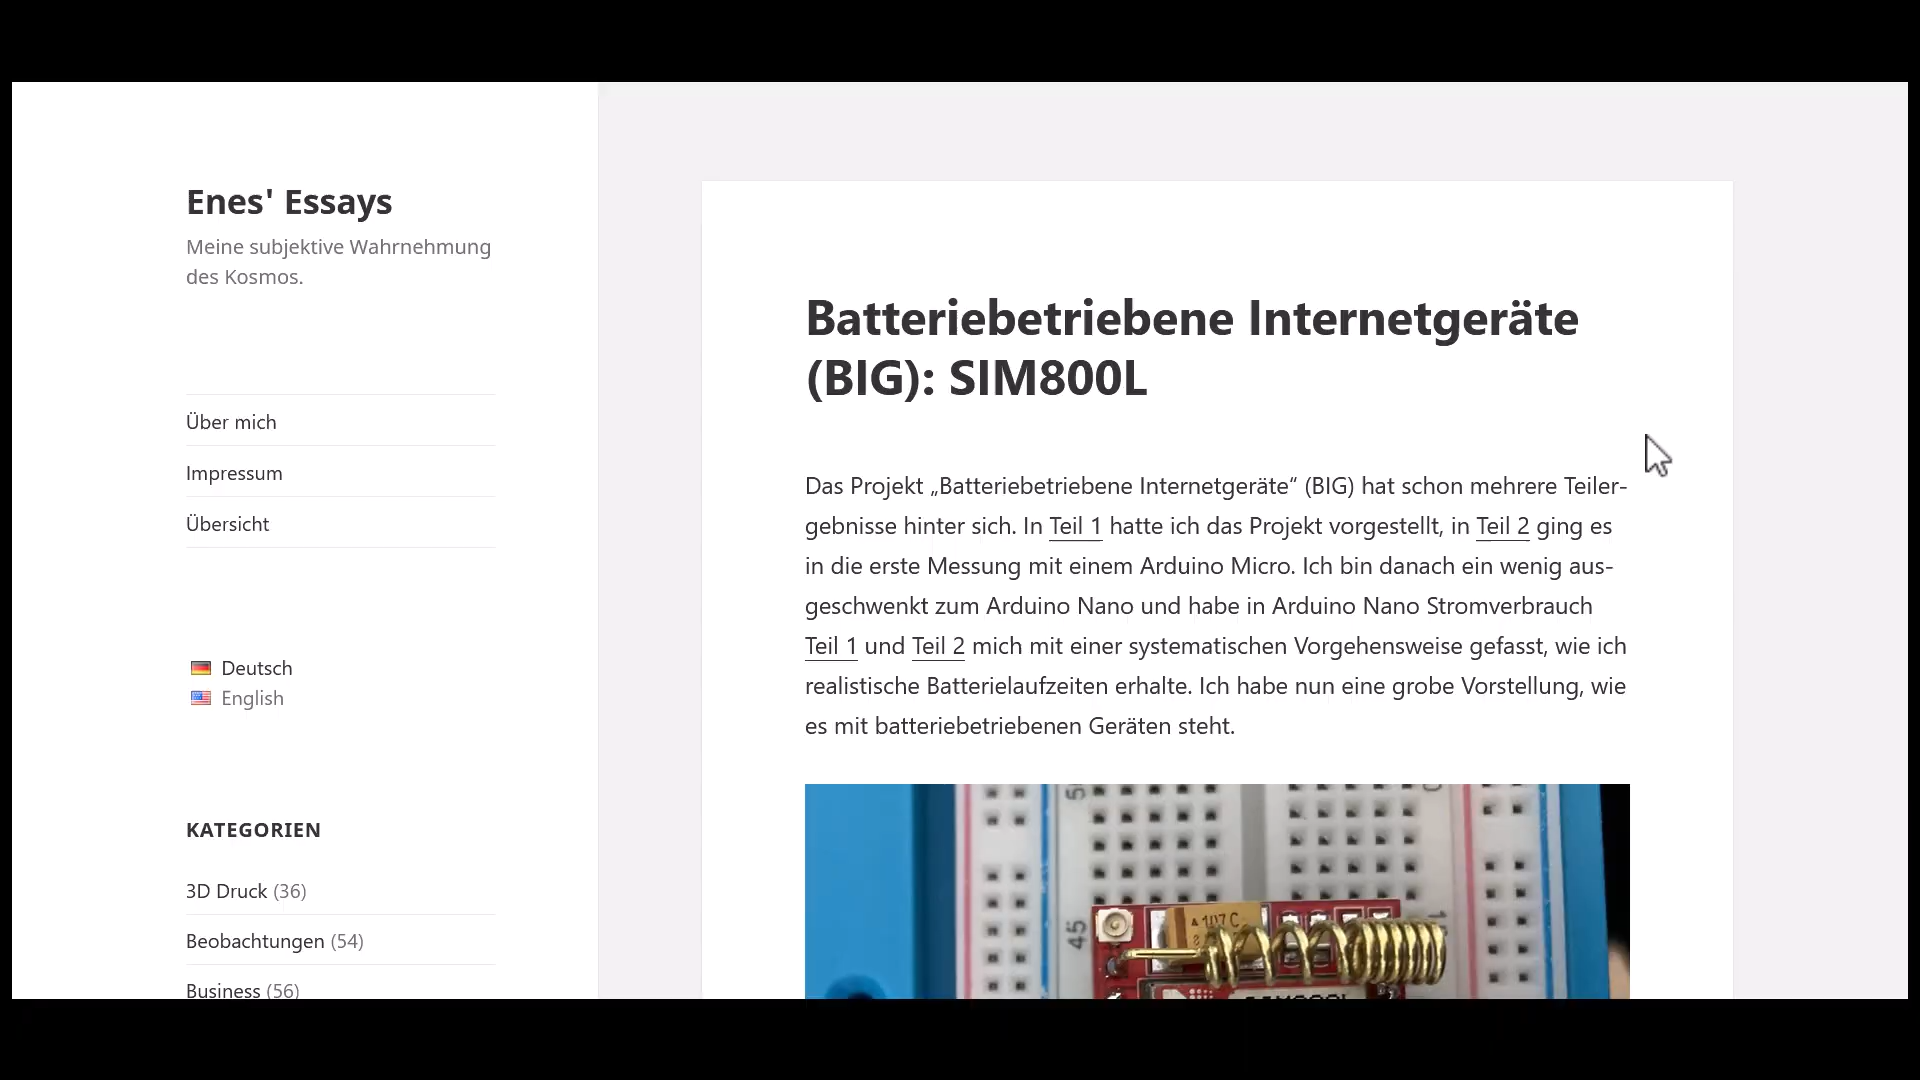 Enes' Essays
Meine subjektive Wahrnehmung
des Kosmos.
Über mich
Impressum
Übersicht
Deutsch
English
KATEGORIEN
3D Druck (36)
Beobachtungen (54)
Business (56)
Batteriebetriebene Internetgeräte
(BIG): SIM800L
Das Projekt „Batteriebetriebene Internetgeräte“ (BIG) hat schon mehrere Teiler-
gebnisse hinter sich. In Teil 1 hatte ich das Projekt vorgestellt, in Teil 2 ging es
in die erste Messung mit einem Arduino Micro. Ich bin danach ein wenig aus-
geschwenkt zum Arduino Nano und habe in Arduino Nano Stromverbrauch
Teil 1 und Teil 2 mich mit einer systematischen Vorgehensweise gefasst, wie ich
realistische Batterielaufzeiten erhalte. Ich habe nun eine grobe Vorstellung, wie
es mit batteriebetriebenen Geräten steht.
107C
45